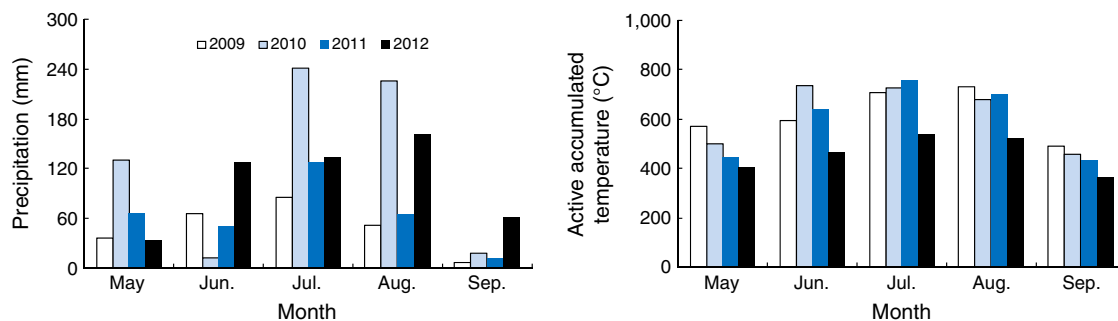 300
240
180
120
60
0
Precipitation (mm)
2009 2010 2011 2012
May Jun. Jul. Aug. Sep.
Month
1,000
800
600
400
200
0
Active accumulated
temperature (°C)
May Jun. Jul. Aug. Sep.
Month